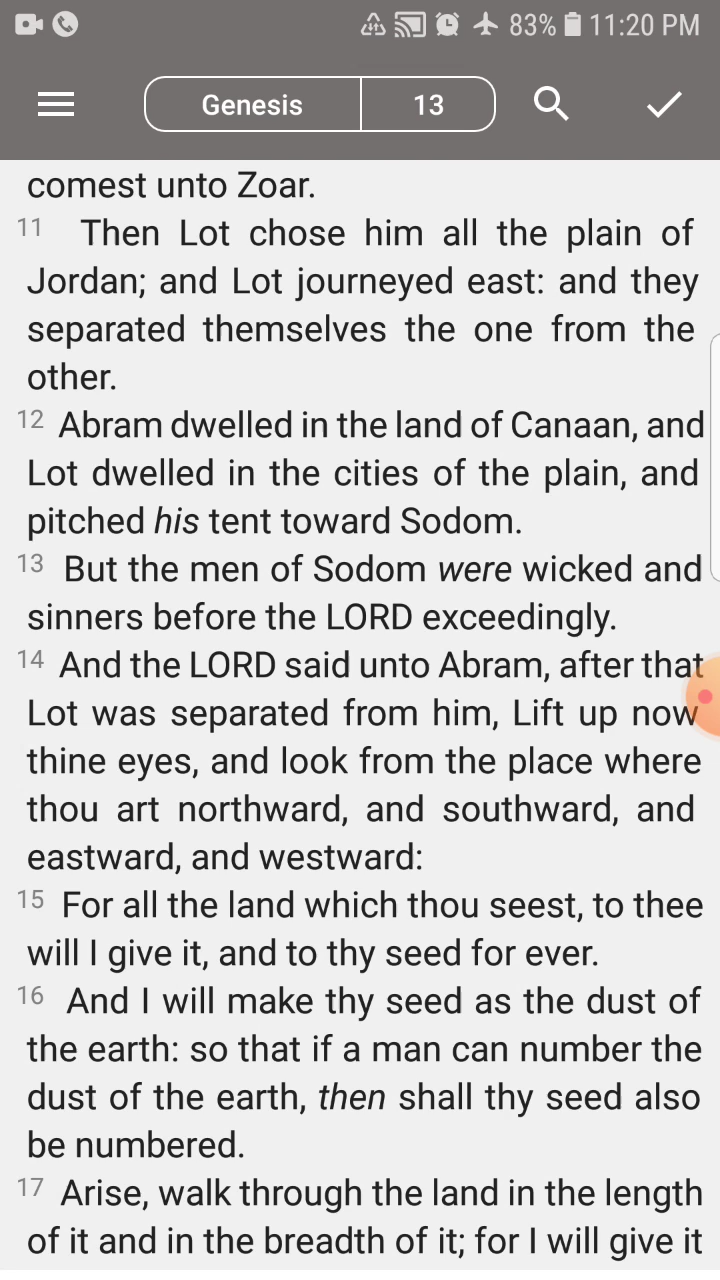 83% 11:20 PM
Genesis 13
comest unto Zoar.
11 Then Lot chose him all the plain of
Jordan; and Lot journeyed east: and they
separated themselves the one from the
other.
12 Abram dwelled in the land of Canaan, and
Lot dwelled in the cities of the plain, and
pitched his tent toward Sodom.
13 But the men of Sodom were wicked and
sinners before the LORD exceedingly.
14 And the LORD said unto Abram, after that
Lot was separated from him, Lift up now
thine eyes, and look from the place where
thou art northward, and southward, and
eastward, and westward:
15 For all the land which thou seest, to thee
will I give it, and to thy seed for ever.
16 And I will make thy seed as the dust of
the earth: so that if a man can number the
dust of the earth, then shall thy seed also
be numbered.
17 Arise, walk through the land in the length
of it and in the breadth of it; for I will give it